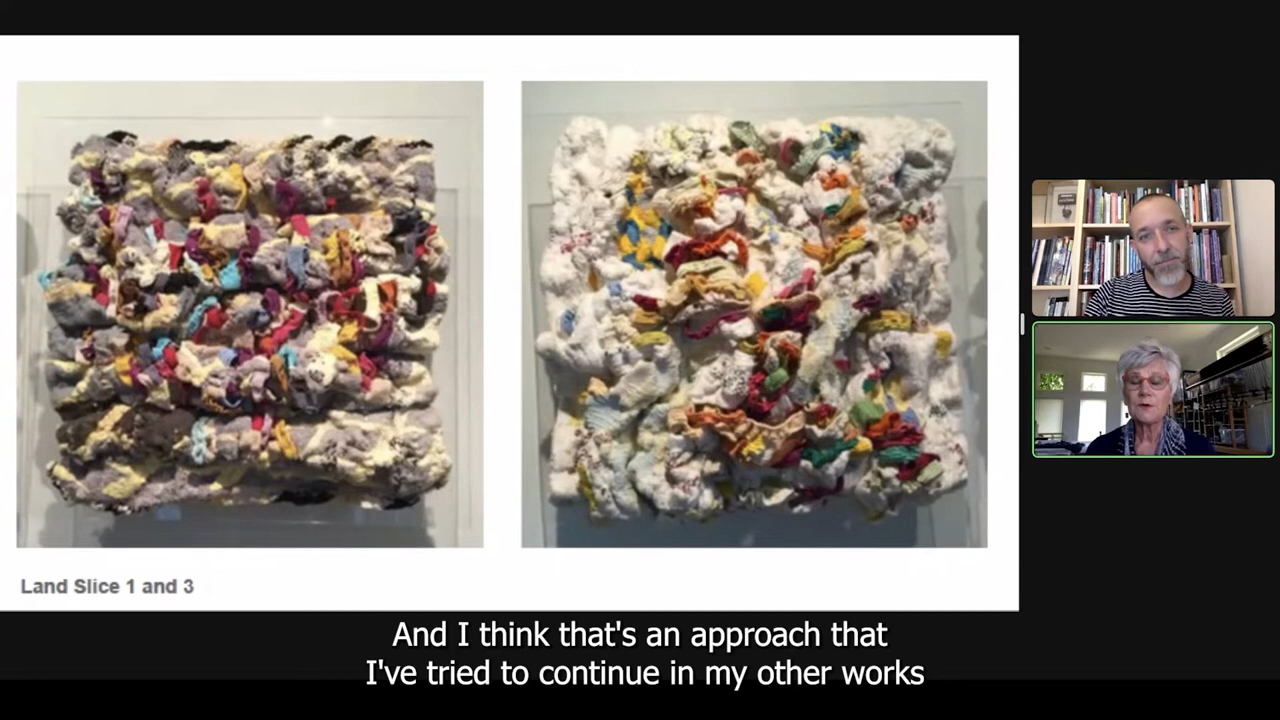 Land Slice 1 and 3
And I think that's an approach that
I've tried to continue in my other works